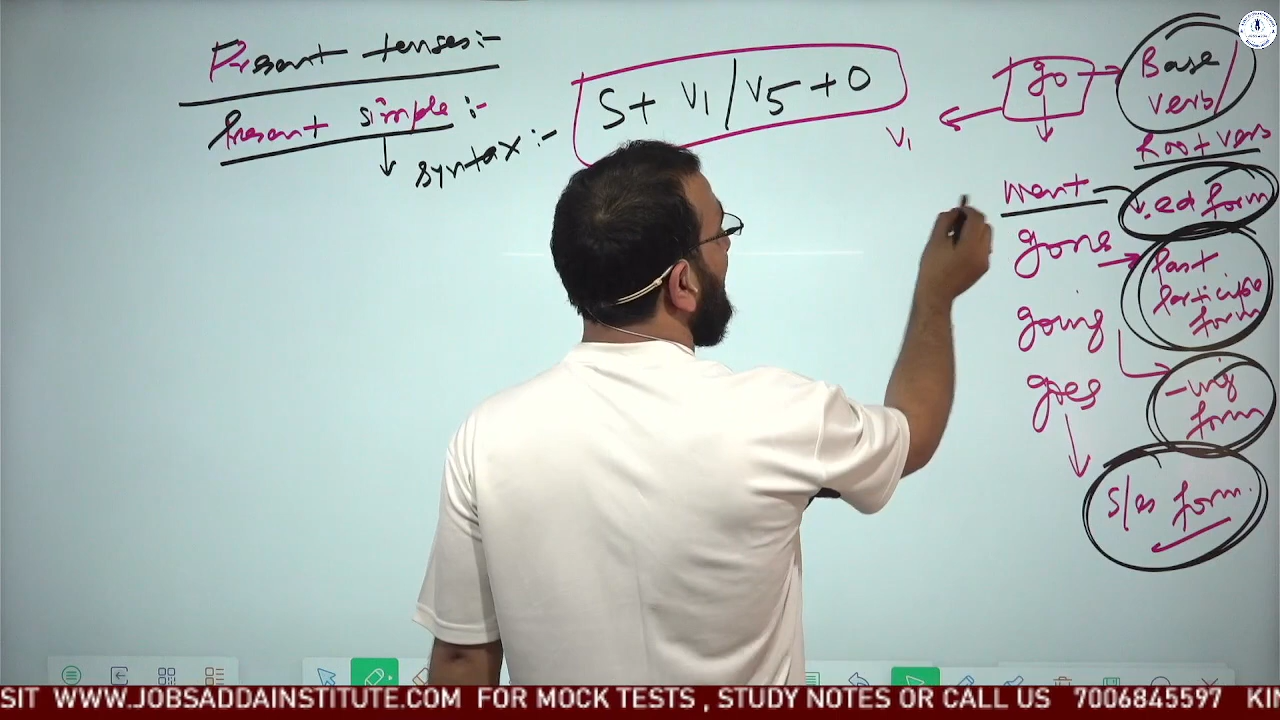 Present tenses:-
Present simple :-
syntax :-
S + V1 / V5 + O
go
V1
Base verb/
Root verb
went
.ed form
gone
Past
participle
form
going
-ing
form
goes
s/es form.
SIT WWW.JOBSADDAINSTITUTE.COM FOR MOCK TESTS , STUDY NOTES OR CALL US 7006845597 KIN